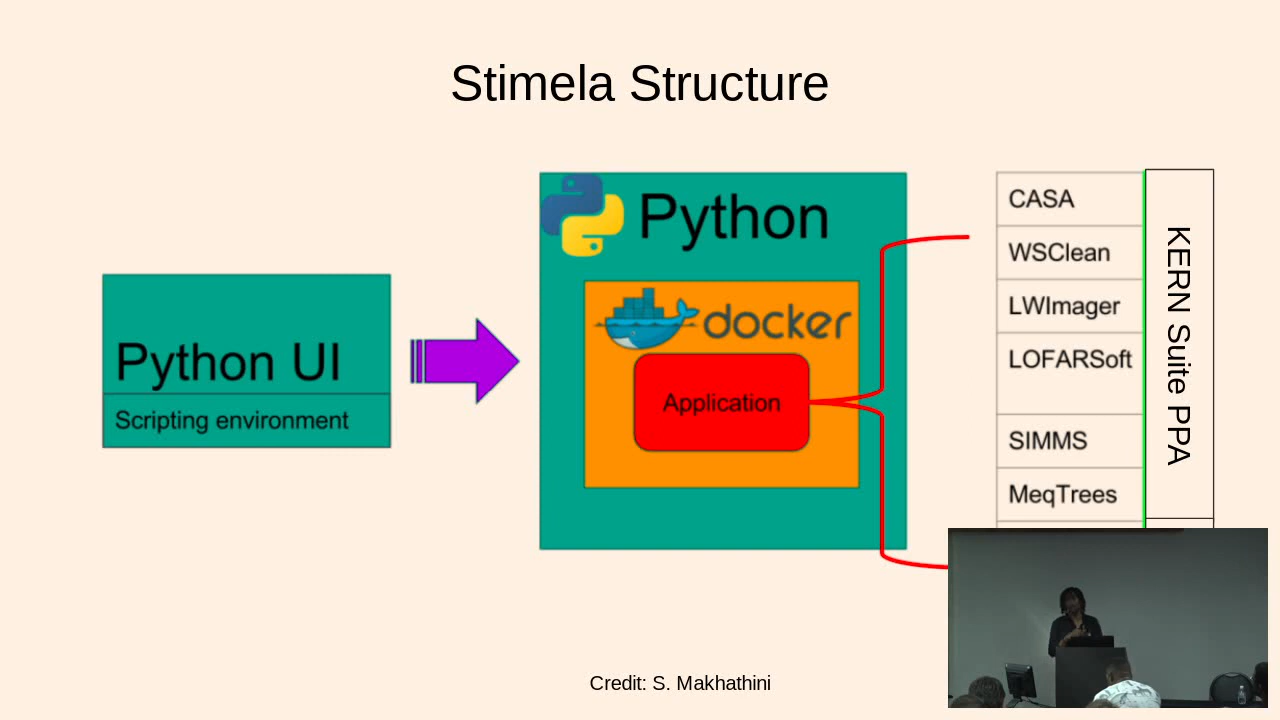 Stimela Structure
Python UI
Scripting environment
Python
docker
Application
CASA
WSClean
LWImager
LOFARSoft
SIMMS
MeqTrees
KERN Suite PPA
Credit: S. Makhathini